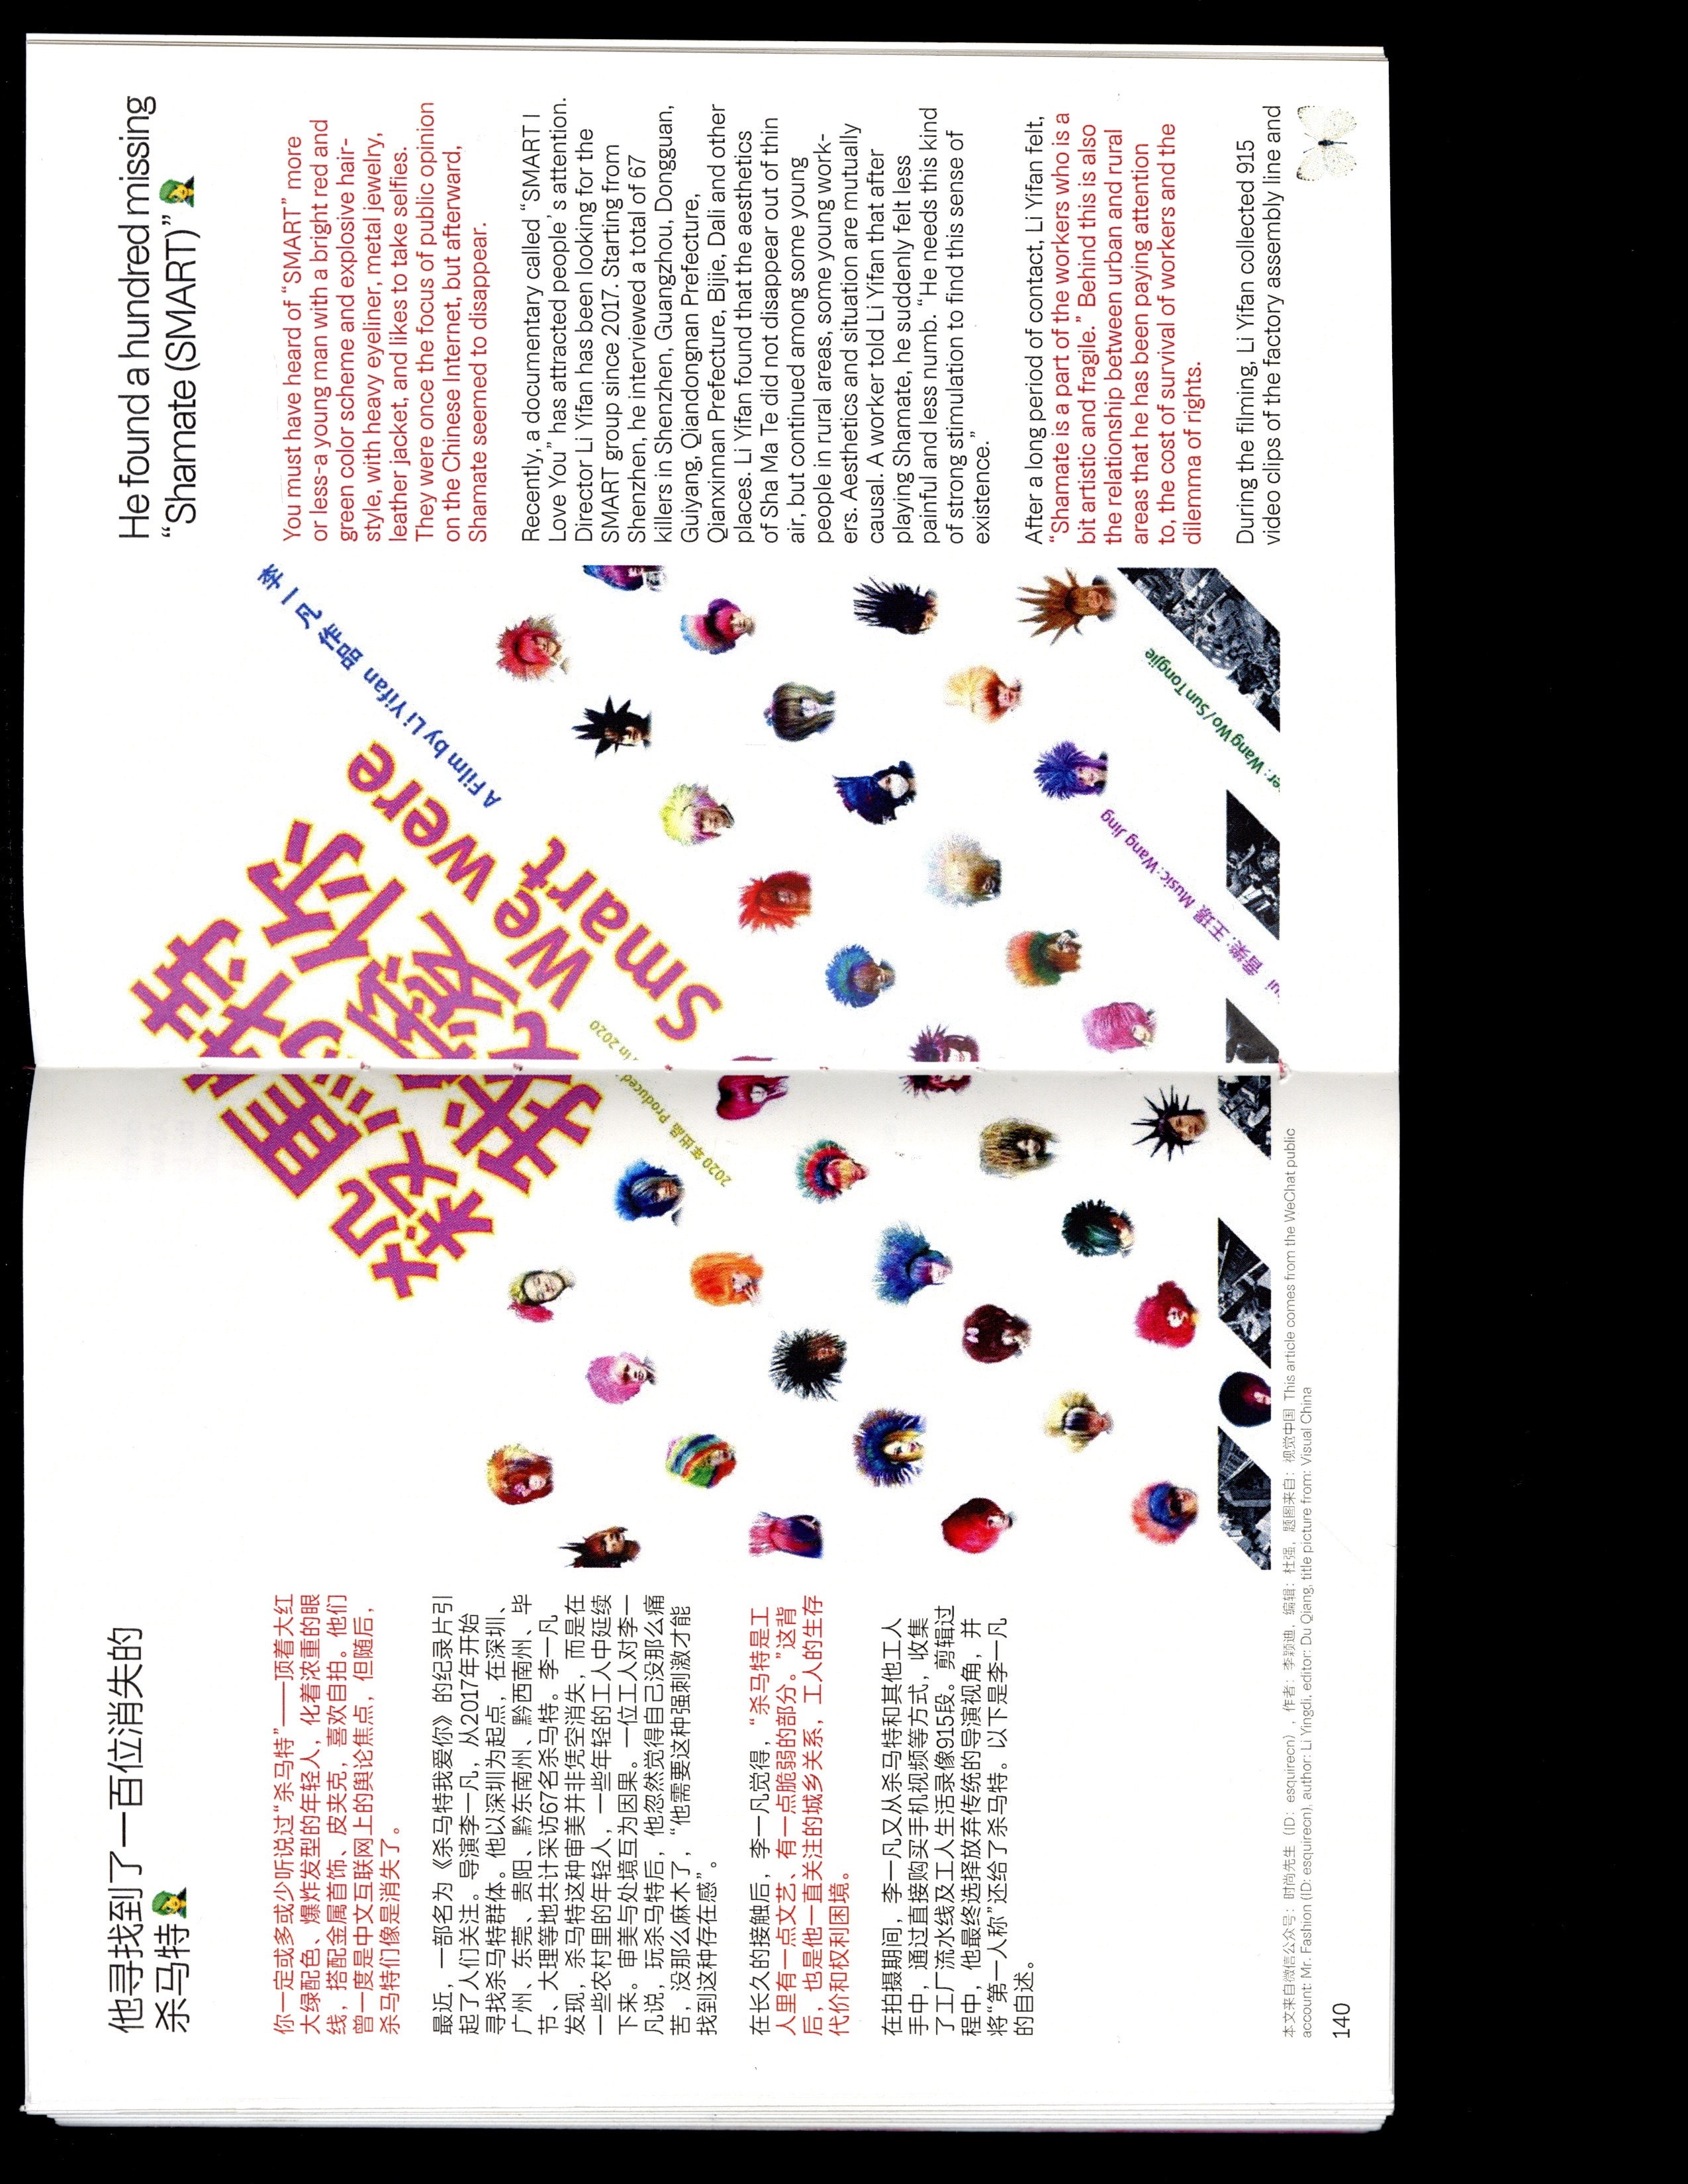 他寻找到了一百位消失的
杀马特
你一定或多或少听说过“杀马特”——顶着大红
大绿配色、爆炸发型的年轻人，化着浓重的眼
线，搭配金属首饰、皮夹克，喜欢自拍。他们
曾一度是中文互联网上的舆论焦点，但随后，
杀马特们像是消失了。
最近，一部名为《杀马特我爱你》的纪录片引
起了人们关注。导演李一凡，从2017年开始
寻找杀马特群体。他以深圳为起点，在深圳、
广州、东莞、贵阳、黔东南州、黔西南州、毕
节、大理等地共计采访67名杀马特。李一凡
发现，杀马特这种审美并非凭空消失，而是在
一些农村里的年轻人，一些年轻的工人中延续
下来。审美与处境互为因果。一位工人对李一
凡说，玩杀马特后，他忽然觉得自己没那么痛
苦，没那么麻木了，“他需要这种强刺激才能
找到这种存在感”。
在长久的接触后，李一凡觉得，“杀马特是工
人里有一点文艺、有一点脆弱的部分。”这背
后，也是他一直关注的城乡关系，工人的生存
代价和权利困境。
在拍摄期间，李一凡又从杀马特和其他工人
手中，通过直接购买手机视频等方式，收集
了工厂流水线及工人生活录像915段。剪辑过
程中，他最终选择放弃传统的导演视角，并
将“第一人称”还给了杀马特。以下是李一凡
的自述。
本文来自微信公众号：时尚先生（ID：esquirecn），作者：李颖迪，编辑：杜强，题图来自：视觉中国 This article comes from the WeChat public
account: Mr. Fashion (ID: esquirecn), author: Li Yingdi, editor: Du Qiang, title picture from: Visual China
140
殺馬特
我愛你
We were
Smart
李一凡作品
A Film by Li Yifan
2020 年出品 Produced in 2020
音樂：王璟 Music: Wang Jing
er: Wang Wo / Sun Tongjie
He found a hundred missing
“Shamate (SMART)”
You must have heard of “SMART” more
or less-a young man with a bright red and
green color scheme and explosive hair-
style, with heavy eyeliner, metal jewelry,
leather jacket, and likes to take selfies.
They were once the focus of public opinion
on the Chinese Internet, but afterward,
Shamate seemed to disappear.
Recently, a documentary called “SMART I
Love You” has attracted people’s attention.
Director Li Yifan has been looking for the
SMART group since 2017. Starting from
Shenzhen, he interviewed a total of 67
killers in Shenzhen, Guangzhou, Dongguan,
Guiyang, Qiandongnan Prefecture,
Qianxinnan Prefecture, Bijie, Dali and other
places. Li Yifan found that the aesthetics
of Sha Ma Te did not disappear out of thin
air, but continued among some young
people in rural areas, some young work-
ers. Aesthetics and situation are mutually
causal. A worker told Li Yifan that after
playing Shamate, he suddenly felt less
painful and less numb. “He needs this kind
of strong stimulation to find this sense of
existence.”
After a long period of contact, Li Yifan felt,
“Shamate is a part of the workers who is a
bit artistic and fragile.” Behind this is also
the relationship between urban and rural
areas that he has been paying attention
to, the cost of survival of workers and the
dilemma of rights.
During the filming, Li Yifan collected 915
video clips of the factory assembly line and